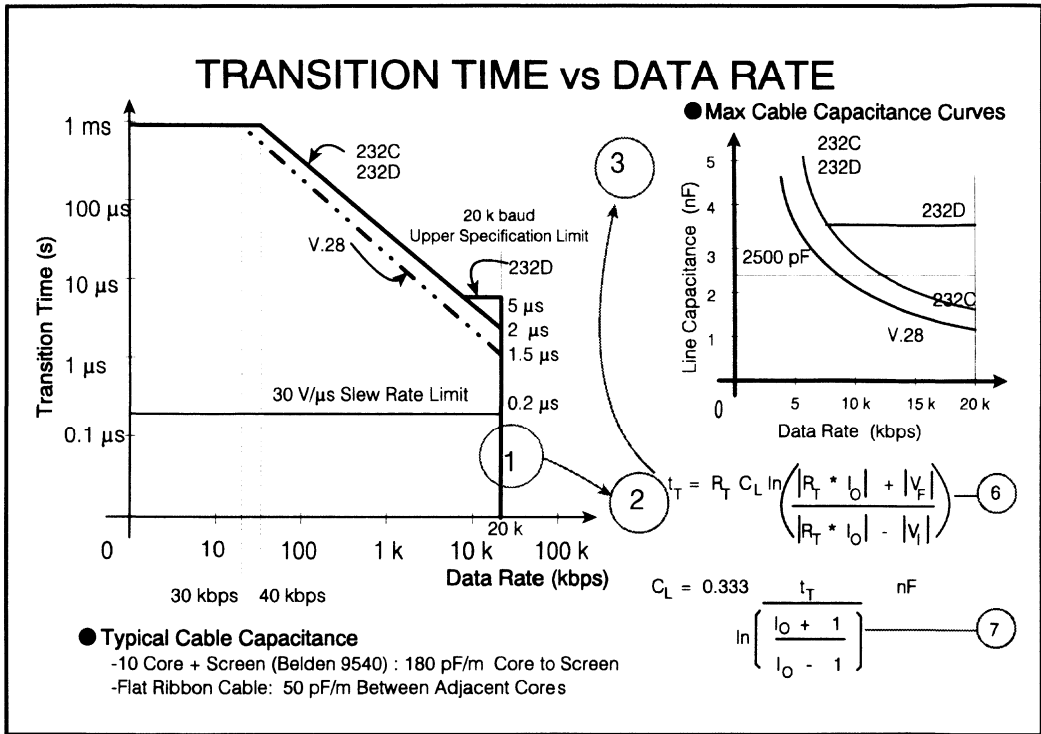 TRANSITION TIME vs DATA RATE
Transition Time (s)
1 ms
100 µs
10 µs
1 µs
0.1 µs
232C
232D
V.28
20 k baud
Upper Specification Limit
232D
5 µs
2 µs
1.5 µs
0.2 µs
30 V/µs Slew Rate Limit
1
20 k
0 10 100 1 k 10 k 100 k
Data Rate (kbps)
30 kbps 40 kbps
3
2
● Max Cable Capacitance Curves
Line Capacitance (nF)
5
4
3
2
1
232C
232D
232D
2500 pF
232C
V.28
0 5 10 k 15 k 20 k
Data Rate (kbps)
t_T = R_T C_L ln(|R_T * I_O| + |V_F| / |R_T * I_O| - |V_I|)
6
C_L = 0.333 t_T / ln[I_O + 1 / I_O - 1] nF
7
● Typical Cable Capacitance
-10 Core + Screen (Belden 9540) : 180 pF/m Core to Screen
-Flat Ribbon Cable: 50 pF/m Between Adjacent Cores